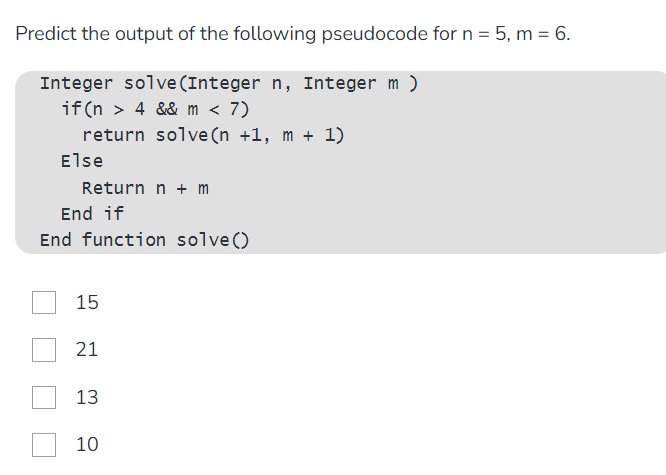 Predict the output of the following pseudocode for n = 5, m = 6.
Integer solve(Integer n, Integer m )
if(n > 4 && m < 7)
return solve(n +1, m + 1)
Else
Return n + m
End if
End function solve()
15
21
13
10